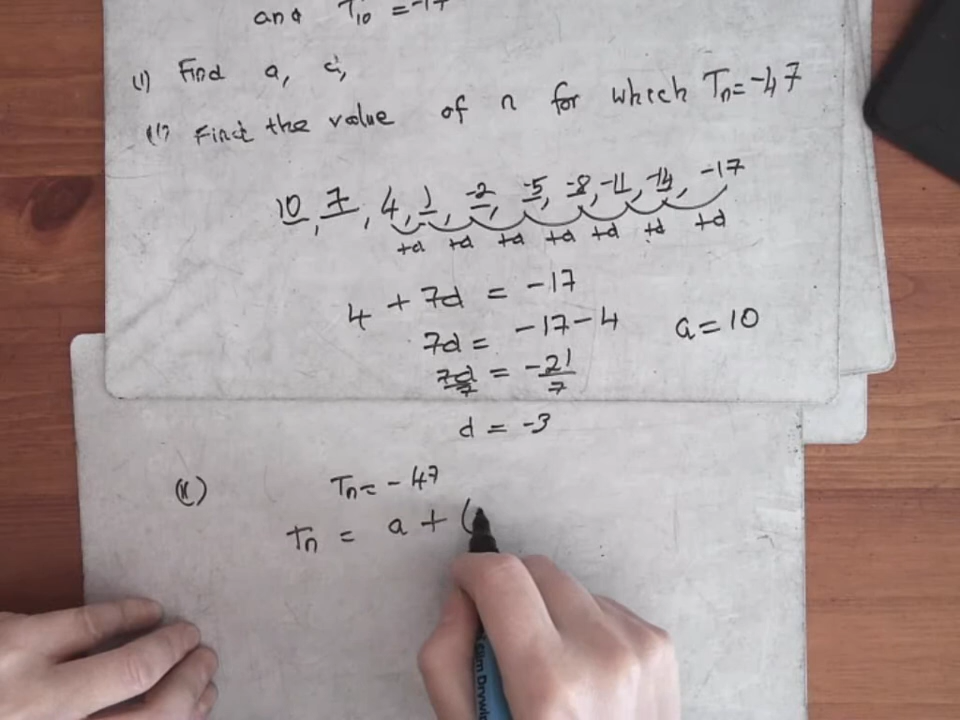 and T10 = -17
(i) Find a, d,
(ii) Find the value of n for which Tn = -47
10, 7, 4, 1, -2, -5, -8, -11, -14, -17
+d +d +d +d +d +d +d
4 + 7d = -17
7d = -17-4 a = 10
7d/7 = -21/7
d = -3
(ii) Tn = -47
Tn = a + (